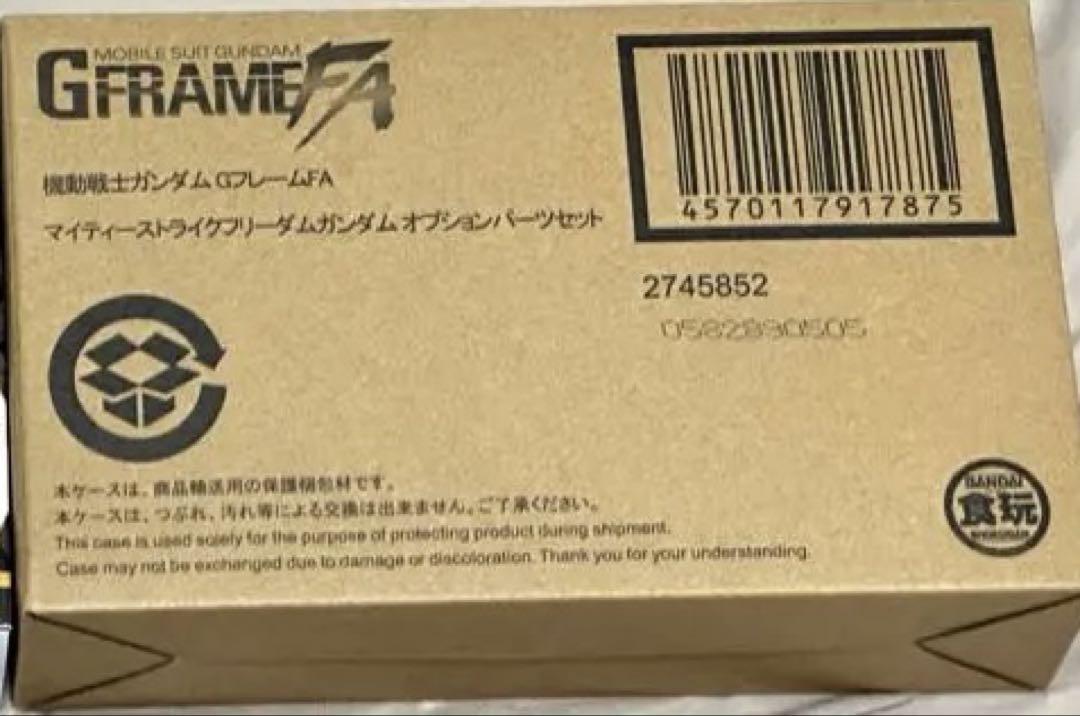 MOBILE SUIT GUNDAM
GFRAMEFA
機動戦士ガンダム GフレームFA
マイティーストライクフリーダムガンダム オプションパーツセット
4570117917875
2745852
0582890505
本ケースは、商品輸送用の保護梱包材です。
本ケースは、つぶれ、汚れ等による交換は出来ません。ご了承ください。
This case is used solely for the purpose of protecting product during shipment.
Case may not be exchanged due to damage or discoloration. Thank you for your understanding.
BANDAI
食玩
SHOKUGAN